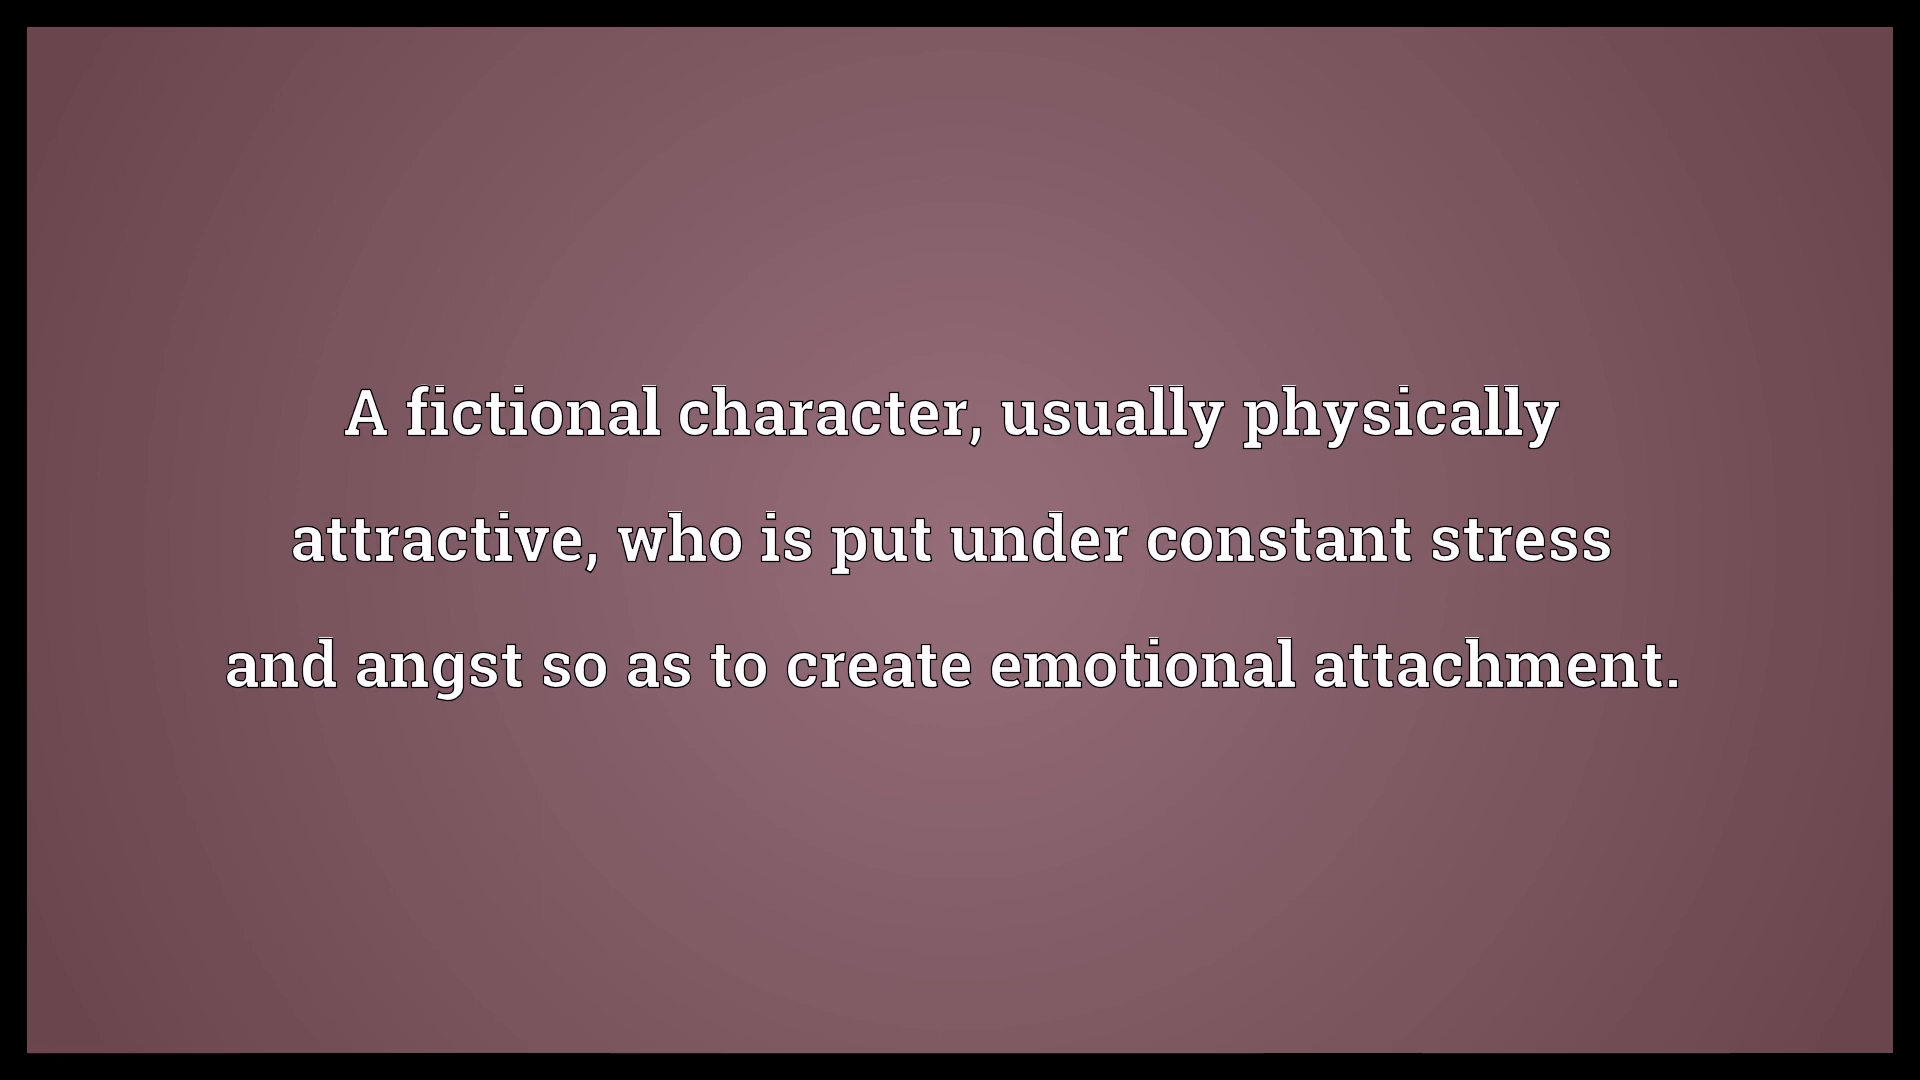 A fictional character, usually physically
attractive, who is put under constant stress
and angst so as to create emotional attachment.